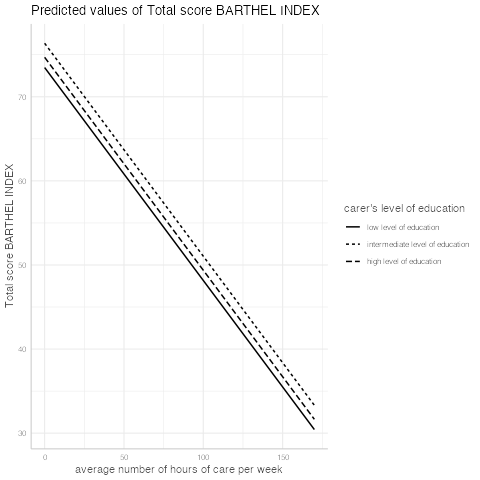 Predicted values of Total score BARTHEL INDEX
Total score BARTHEL INDEX
70
60
50
40
30
0
50
100
150
average number of hours of care per week
carer's level of education
low level of education
intermediate level of education
high level of education